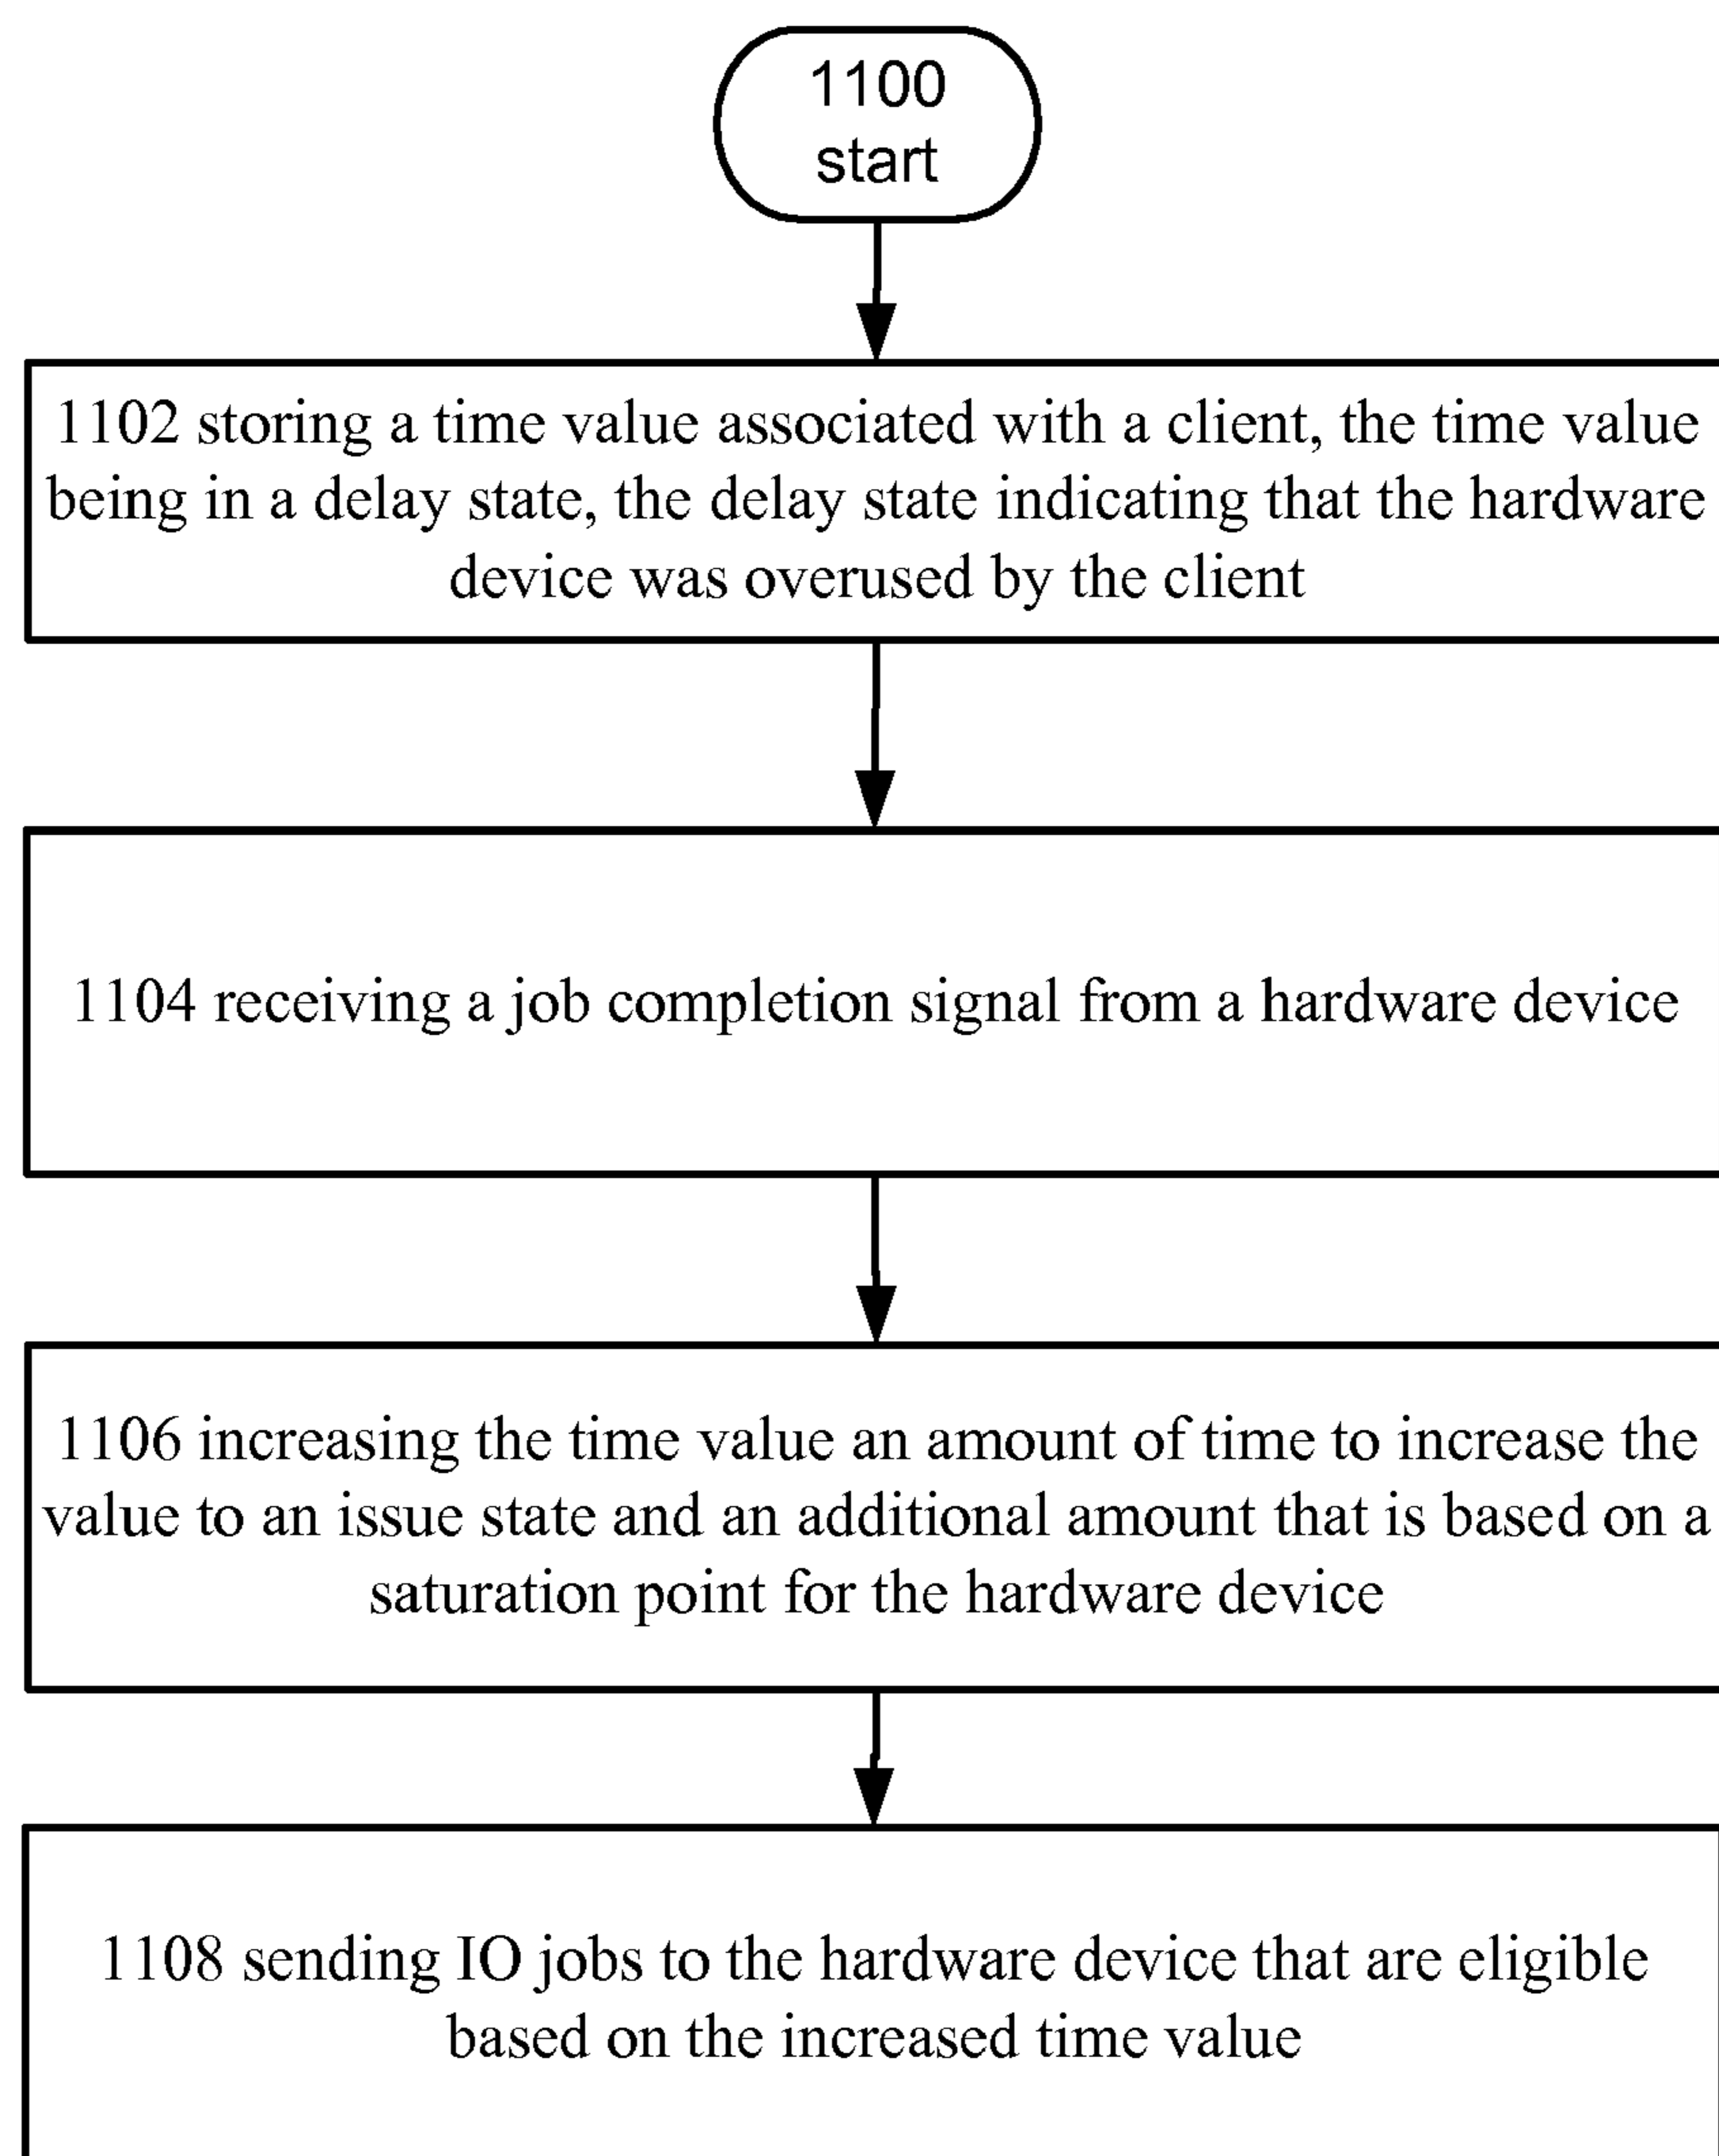 1100
start
1102 storing a time value associated with a client, the time value
being in a delay state, the delay state indicating that the hardware
device was overused by the client
1104 receiving a job completion signal from a hardware device
1106 increasing the time value an amount of time to increase the
value to an issue state and an additional amount that is based on a
saturation point for the hardware device
1108 sending IO jobs to the hardware device that are eligible
based on the increased time value